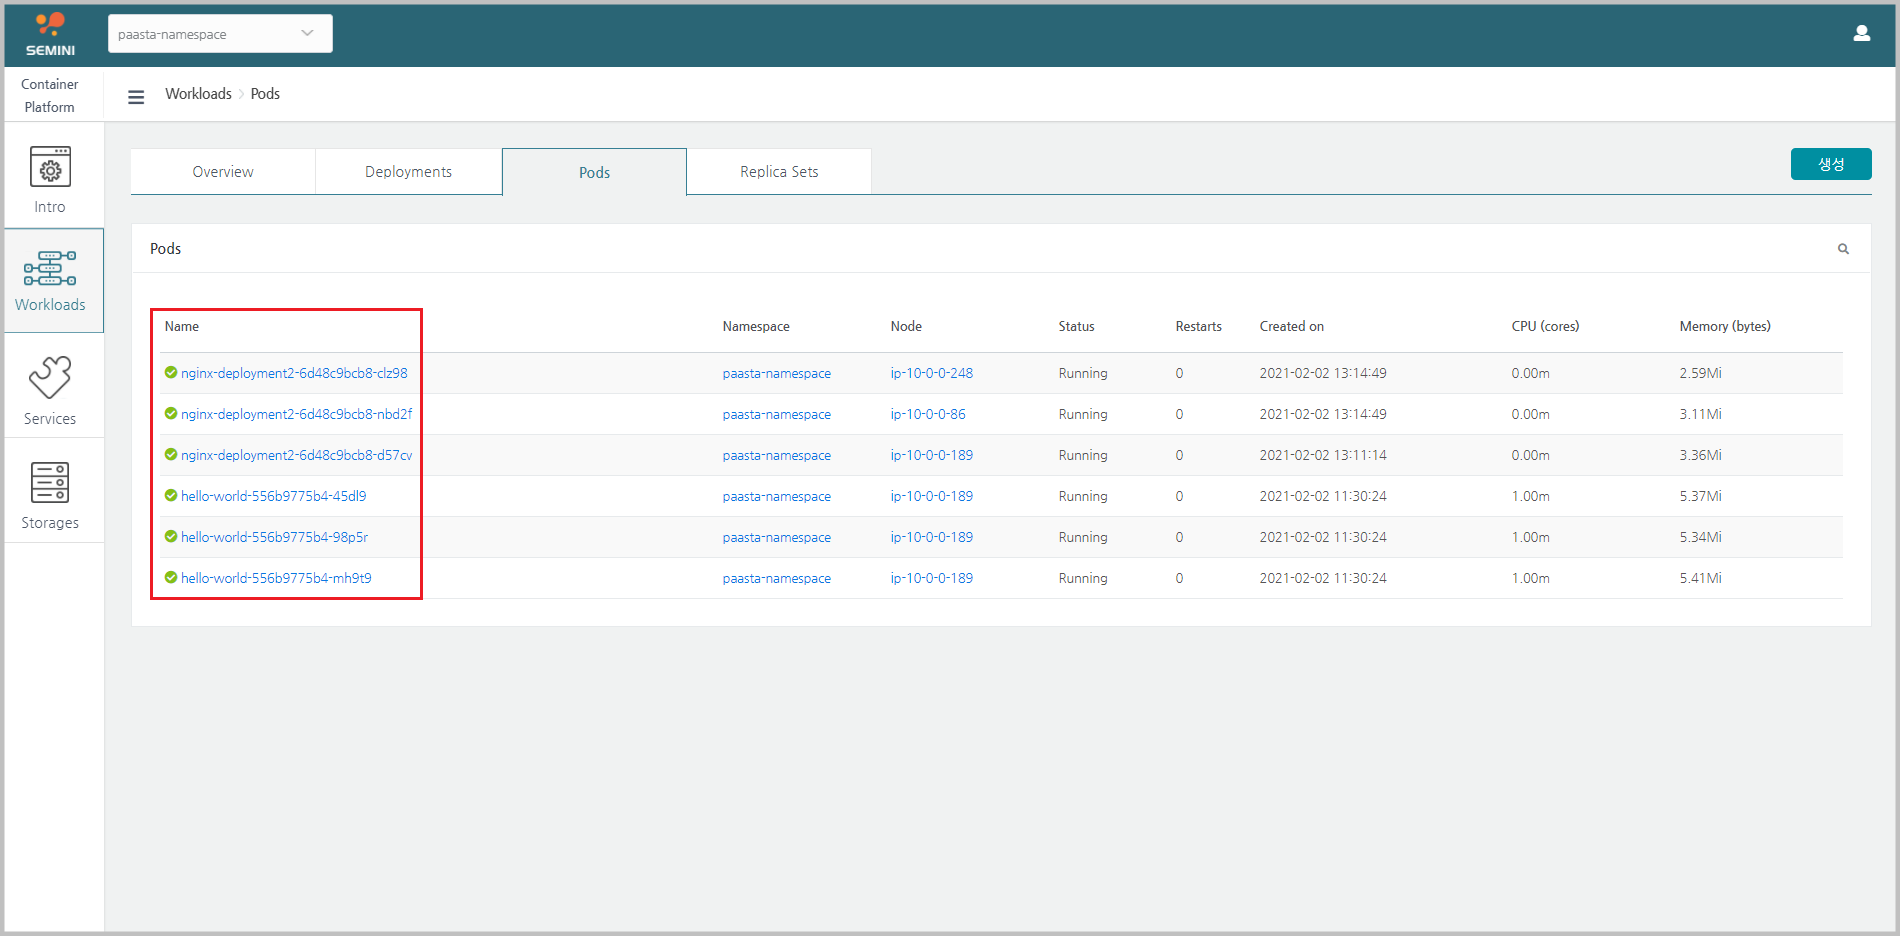 SEMINI
paasta-namespace
Container
Platform
Workloads > Pods
Intro
Workloads
Services
Storages
Overview Deployments Pods Replica Sets
생성
Pods
Name Namespace Node Status Restarts Created on CPU (cores) Memory (bytes)
nginx-deployment2-6d48c9bcb8-clz98 paasta-namespace ip-10-0-0-248 Running 0 2021-02-02 13:14:49 0.00m 2.59Mi
nginx-deployment2-6d48c9bcb8-nbd2f paasta-namespace ip-10-0-0-86 Running 0 2021-02-02 13:14:49 0.00m 3.11Mi
nginx-deployment2-6d48c9bcb8-d57cv paasta-namespace ip-10-0-0-189 Running 0 2021-02-02 13:11:14 0.00m 3.36Mi
hello-world-556b9775b4-45dl9 paasta-namespace ip-10-0-0-189 Running 0 2021-02-02 11:30:24 1.00m 5.37Mi
hello-world-556b9775b4-98p5r paasta-namespace ip-10-0-0-189 Running 0 2021-02-02 11:30:24 1.00m 5.34Mi
hello-world-556b9775b4-mh9t9 paasta-namespace ip-10-0-0-189 Running 0 2021-02-02 11:30:24 1.00m 5.41Mi